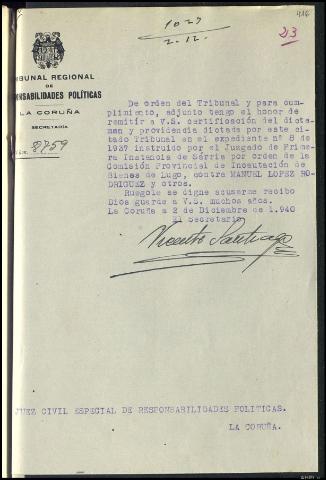 416
1027
2-12-
23
IBUNAL REGIONAL
DE
ONSABILIDADES POLÍTICAS
LA CORUÑA
SECRETARÍA
8759
De orden del Tribunal y para cum-
plimiento, adjunto tengo el honor de
remitir a V.S. certificación del dicta-
men y providencia dictada por este ci-
tado Tribunal en el expediente nº 8 de
1937 instruido por el Juzgado de Prime-
ra Instancia de Sárria por orden de la
Comisión Provincial de Incautación de
Bienes de Lugo, contra MANUEL LOPEZ RO-
DRIGUEZ y otros.
Ruegole se digne acusarme recibo
Dios guarde a V.S. muchos años.
La Coruña a 2 de Diciembre de 1.940
El Secretario
Vicente Santiago
JUEZ CIVIL ESPECIAL DE RESPONSABILIDADES POLITICAS.
LA CORUÑA.